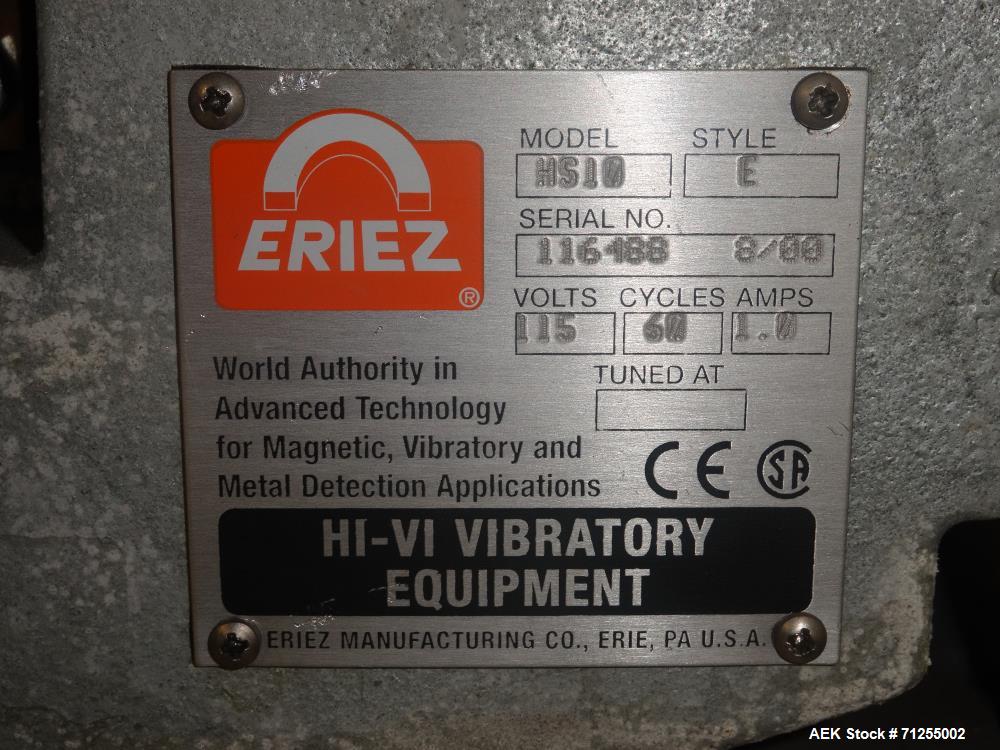 ERIEZ ®
MODEL STYLE
HS10 E
SERIAL NO.
116488 8/00
VOLTS CYCLES AMPS
115 60 1.0
TUNED AT
World Authority in
Advanced Technology
for Magnetic, Vibratory and
Metal Detection Applications
CE SA
HI-VI VIBRATORY
EQUIPMENT
ERIEZ MANUFACTURING CO., ERIE, PA U.S.A.
AEK Stock # 71255002